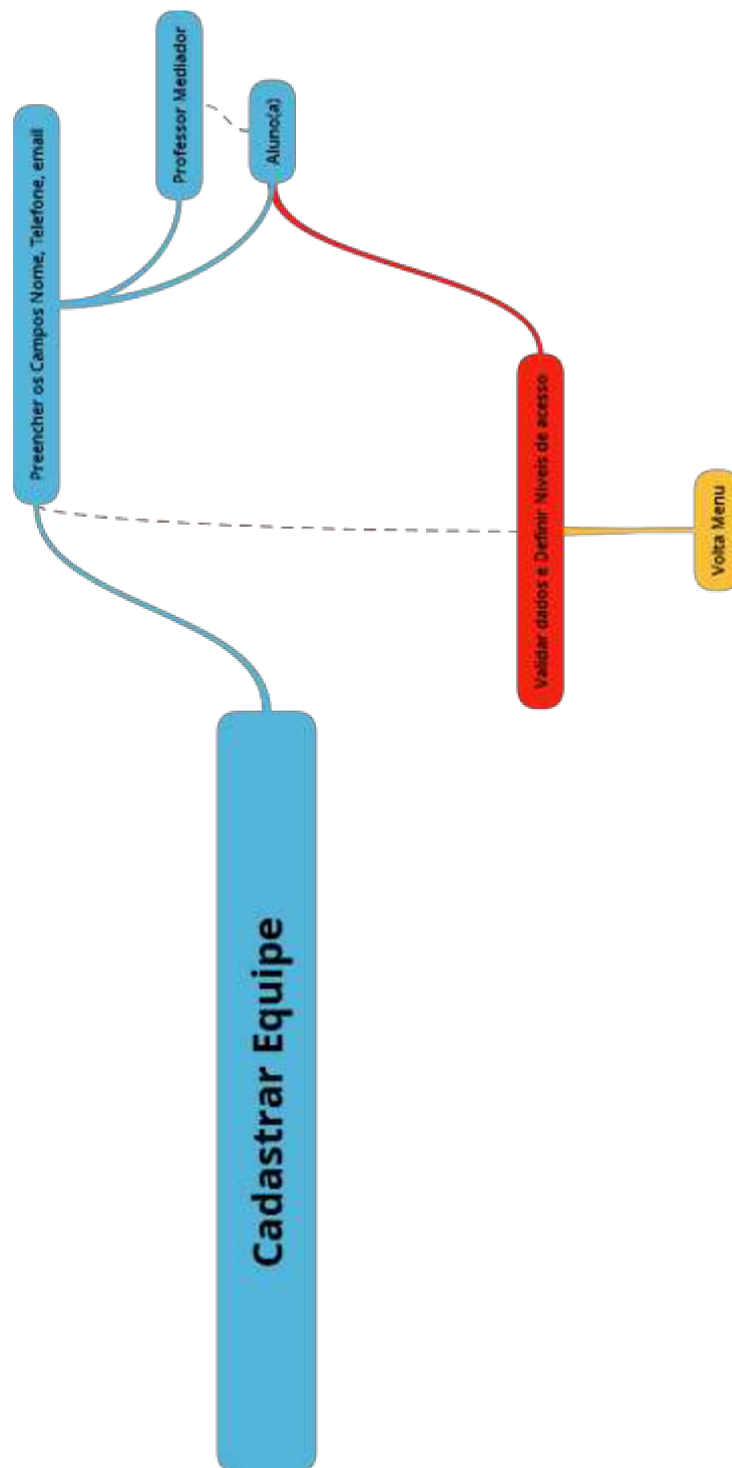 Cadastrar Equipe
Preencher os Campos Nome, Telefone, email
Professor Mediador
Aluno(a)
Validar dados e Definir Níveis de acesso
Volta Menu